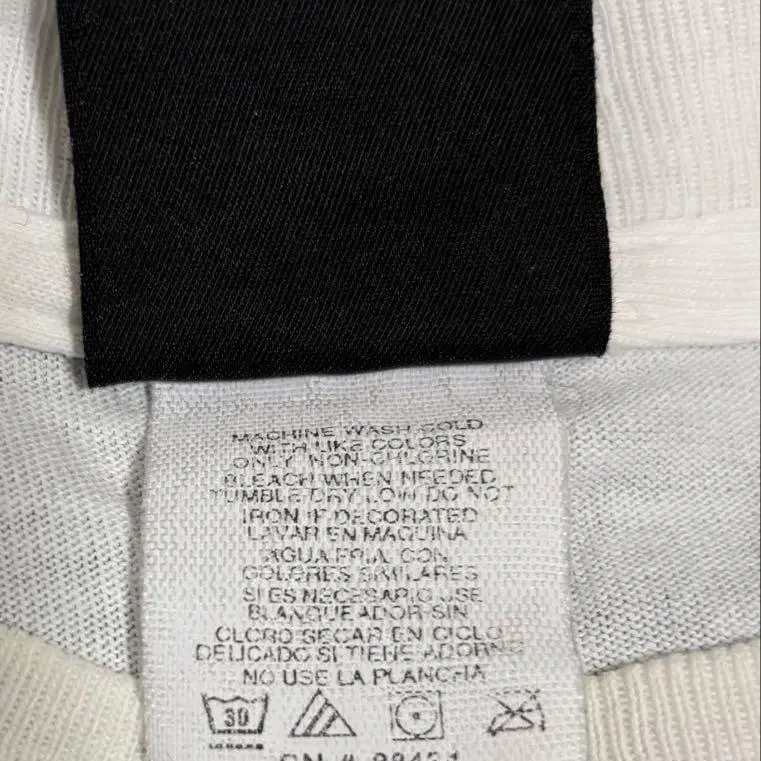 MACHINE WASH COLD
WITH LIKE COLORS
ONLY NON-CHLORINE
BLEACH WHEN NEEDED
TUMBLE DRY LOW DO NOT
IRON IF DECORATED
LAVAR EN MAQUINA
AGUA FRIA CON
COLORES SIMILARES
SI ES NECESARIO USE
BLANQUEADOR SIN
CLORO SECAR EN CICLO
DELICADO SI TIENE ADORNO
NO USE LA PLANCHA
30